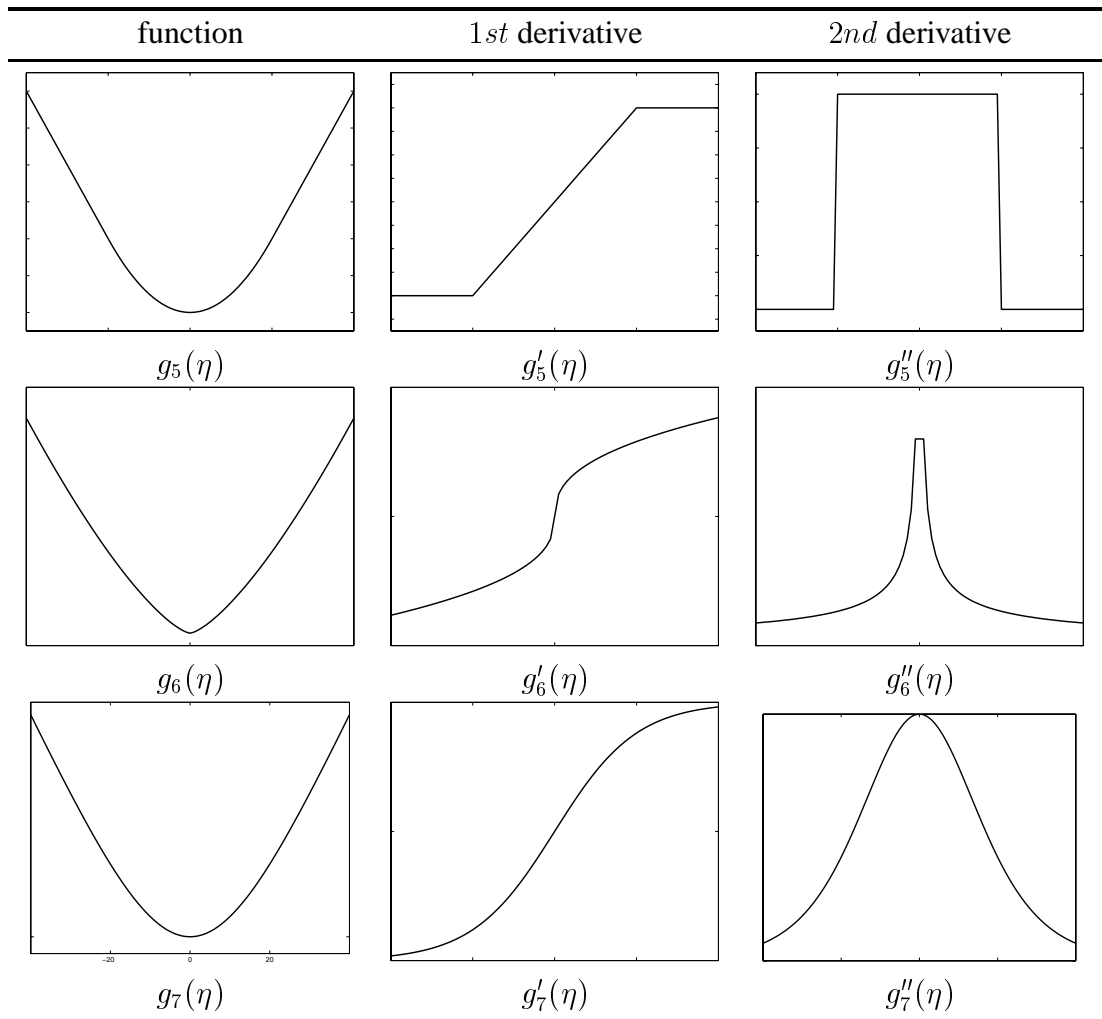 function 1st derivative 2nd derivative
g₅(η) g′₅(η) g″₅(η)
g₆(η) g′₆(η) g″₆(η)
−20 0 20
g₇(η) g′₇(η) g″₇(η)